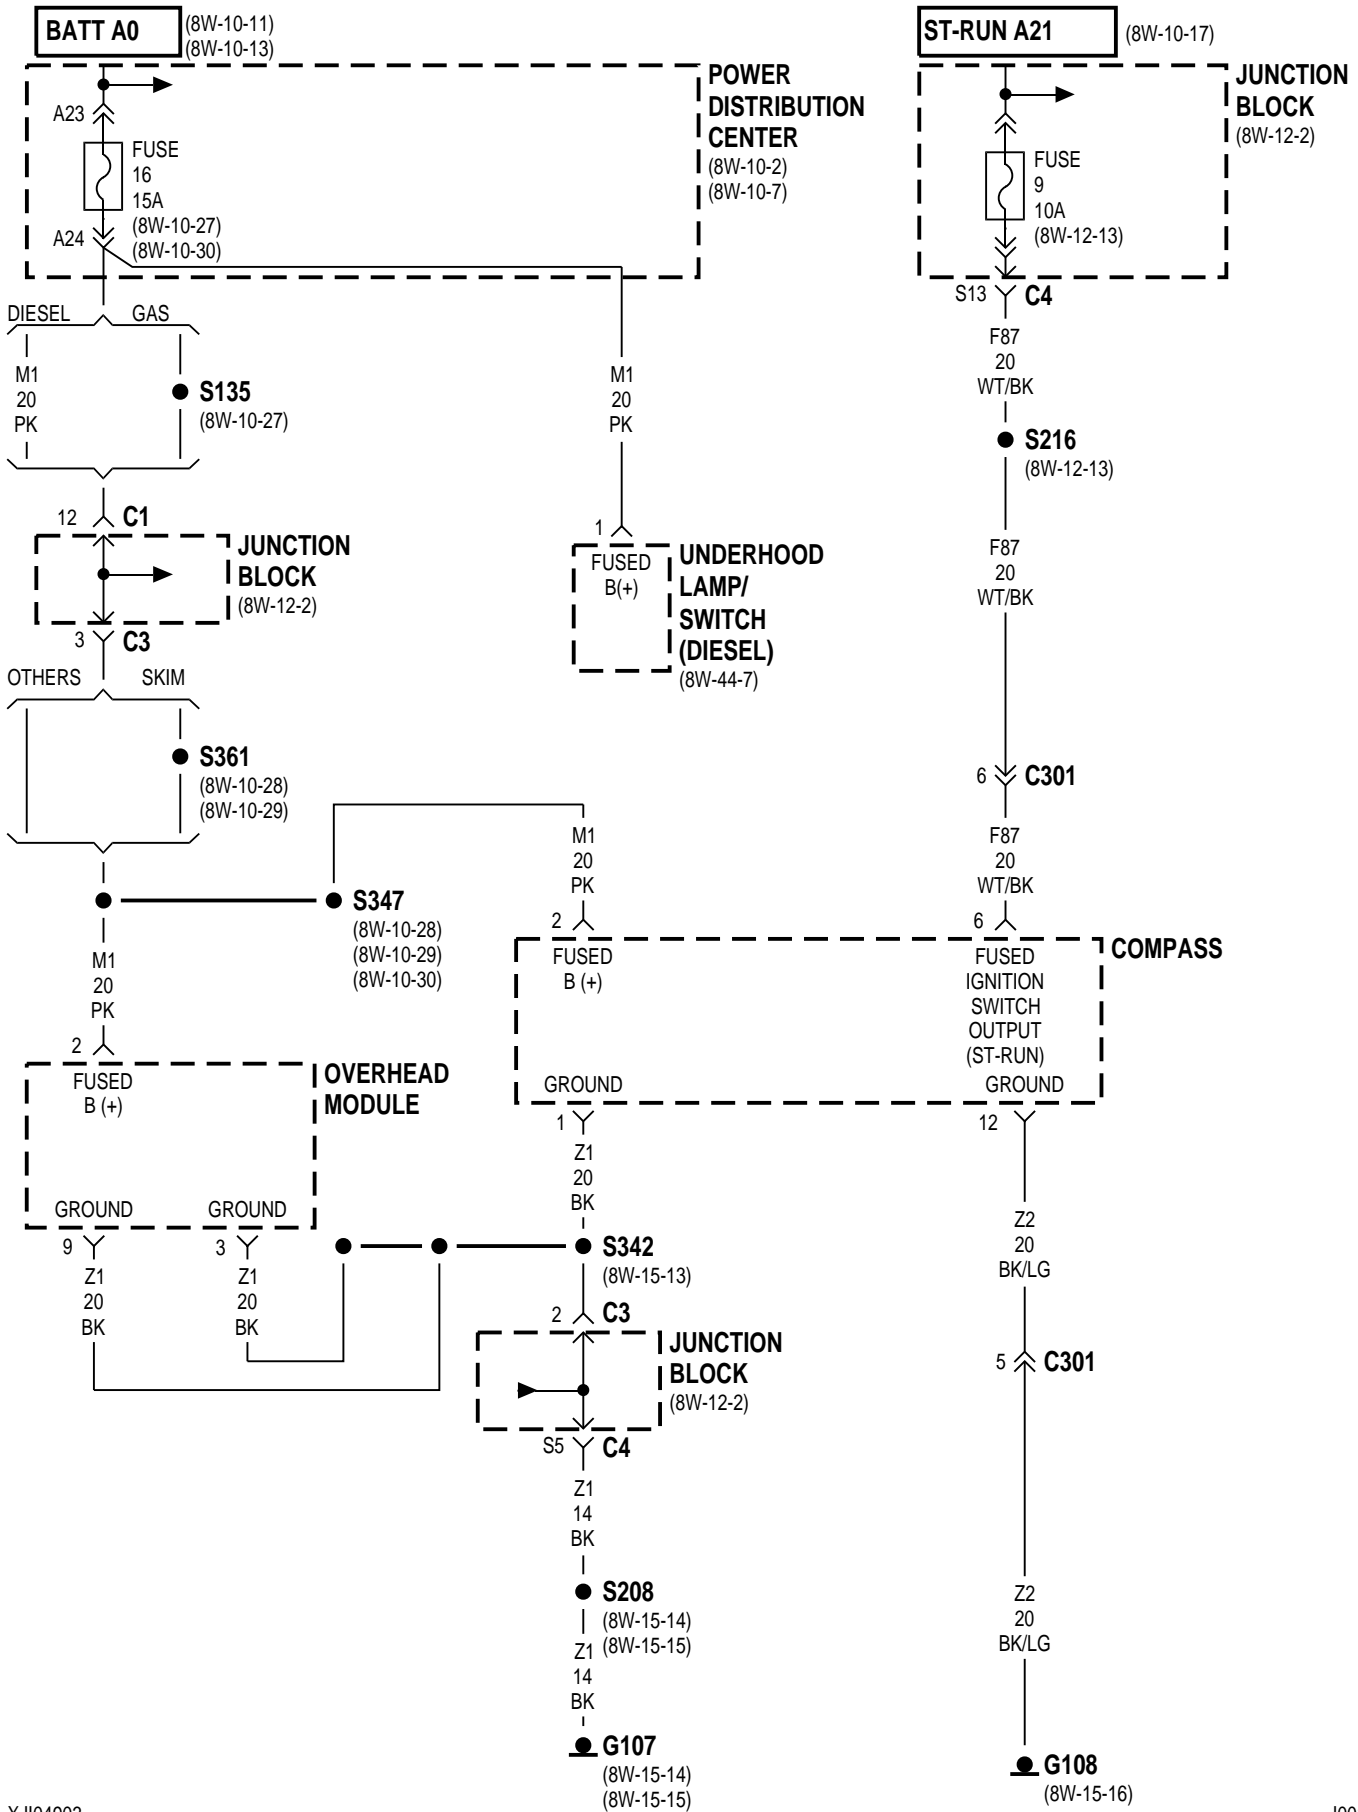 BATT A0
(8W-10-11)
(8W-10-13)
ST-RUN A21
(8W-10-17)
POWER
DISTRIBUTION
CENTER
(8W-10-2)
(8W-10-7)
A23
FUSE
16
15A
(8W-10-27)
(8W-10-30)
A24
JUNCTION
BLOCK
(8W-12-2)
FUSE
9
10A
(8W-12-13)
S13
C4
DIESEL
GAS
M1
20
PK
S135
(8W-10-27)
M1
20
PK
F87
20
WT/BK
S216
(8W-12-13)
12
C1
JUNCTION
BLOCK
(8W-12-2)
3
C3
1
FUSED
B(+)
UNDERHOOD
LAMP/
SWITCH
(DIESEL)
(8W-44-7)
F87
20
WT/BK
OTHERS
SKIM
S361
(8W-10-28)
(8W-10-29)
6
C301
M1
20
PK
F87
20
WT/BK
S347
(8W-10-28)
(8W-10-29)
(8W-10-30)
2
6
COMPASS
FUSED
B (+)
FUSED
IGNITION
SWITCH
OUTPUT
(ST-RUN)
GROUND
GROUND
M1
20
PK
2
OVERHEAD
MODULE
FUSED
B (+)
GROUND
GROUND
1
12
Z1
20
BK
9
3
Z1
20
BK
Z1
20
BK
S342
(8W-15-13)
Z2
20
BK/LG
2
C3
JUNCTION
BLOCK
(8W-12-2)
5
C301
S5
C4
Z1
14
BK
S208
(8W-15-14)
(8W-15-15)
Z1
14
BK
Z2
20
BK/LG
G107
(8W-15-14)
(8W-15-15)
G108
(8W-15-16)